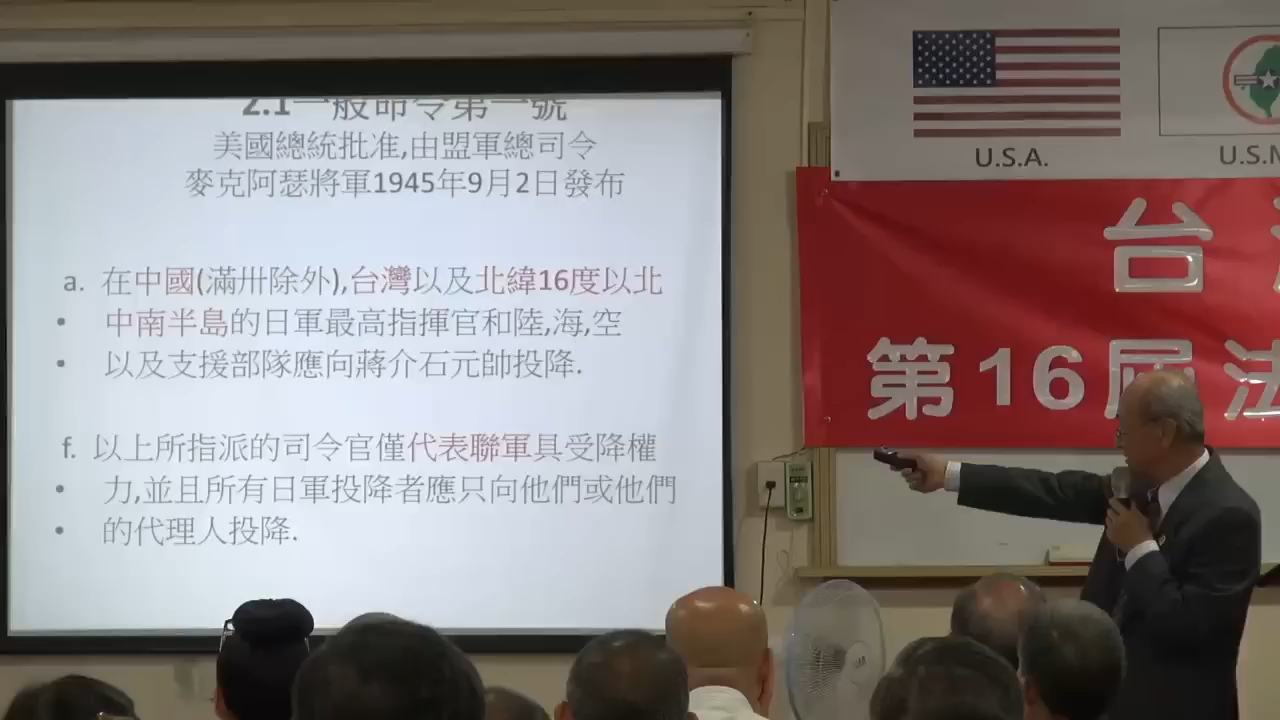 2.1一般命令第一號
美國總統批准,由盟軍總司令
麥克阿瑟將軍1945年9月2日發布
a. 在中國(滿卅除外),台灣以及北緯16度以北
• 中南半島的日軍最高指揮官和陸,海,空
• 以及支援部隊應向蔣介石元帥投降.
f. 以上所指派的司令官僅代表聯軍具受降權
• 力,並且所有日軍投降者應只向他們或他們
• 的代理人投降.
U.S.A.
U.S.M
台
第16屆法